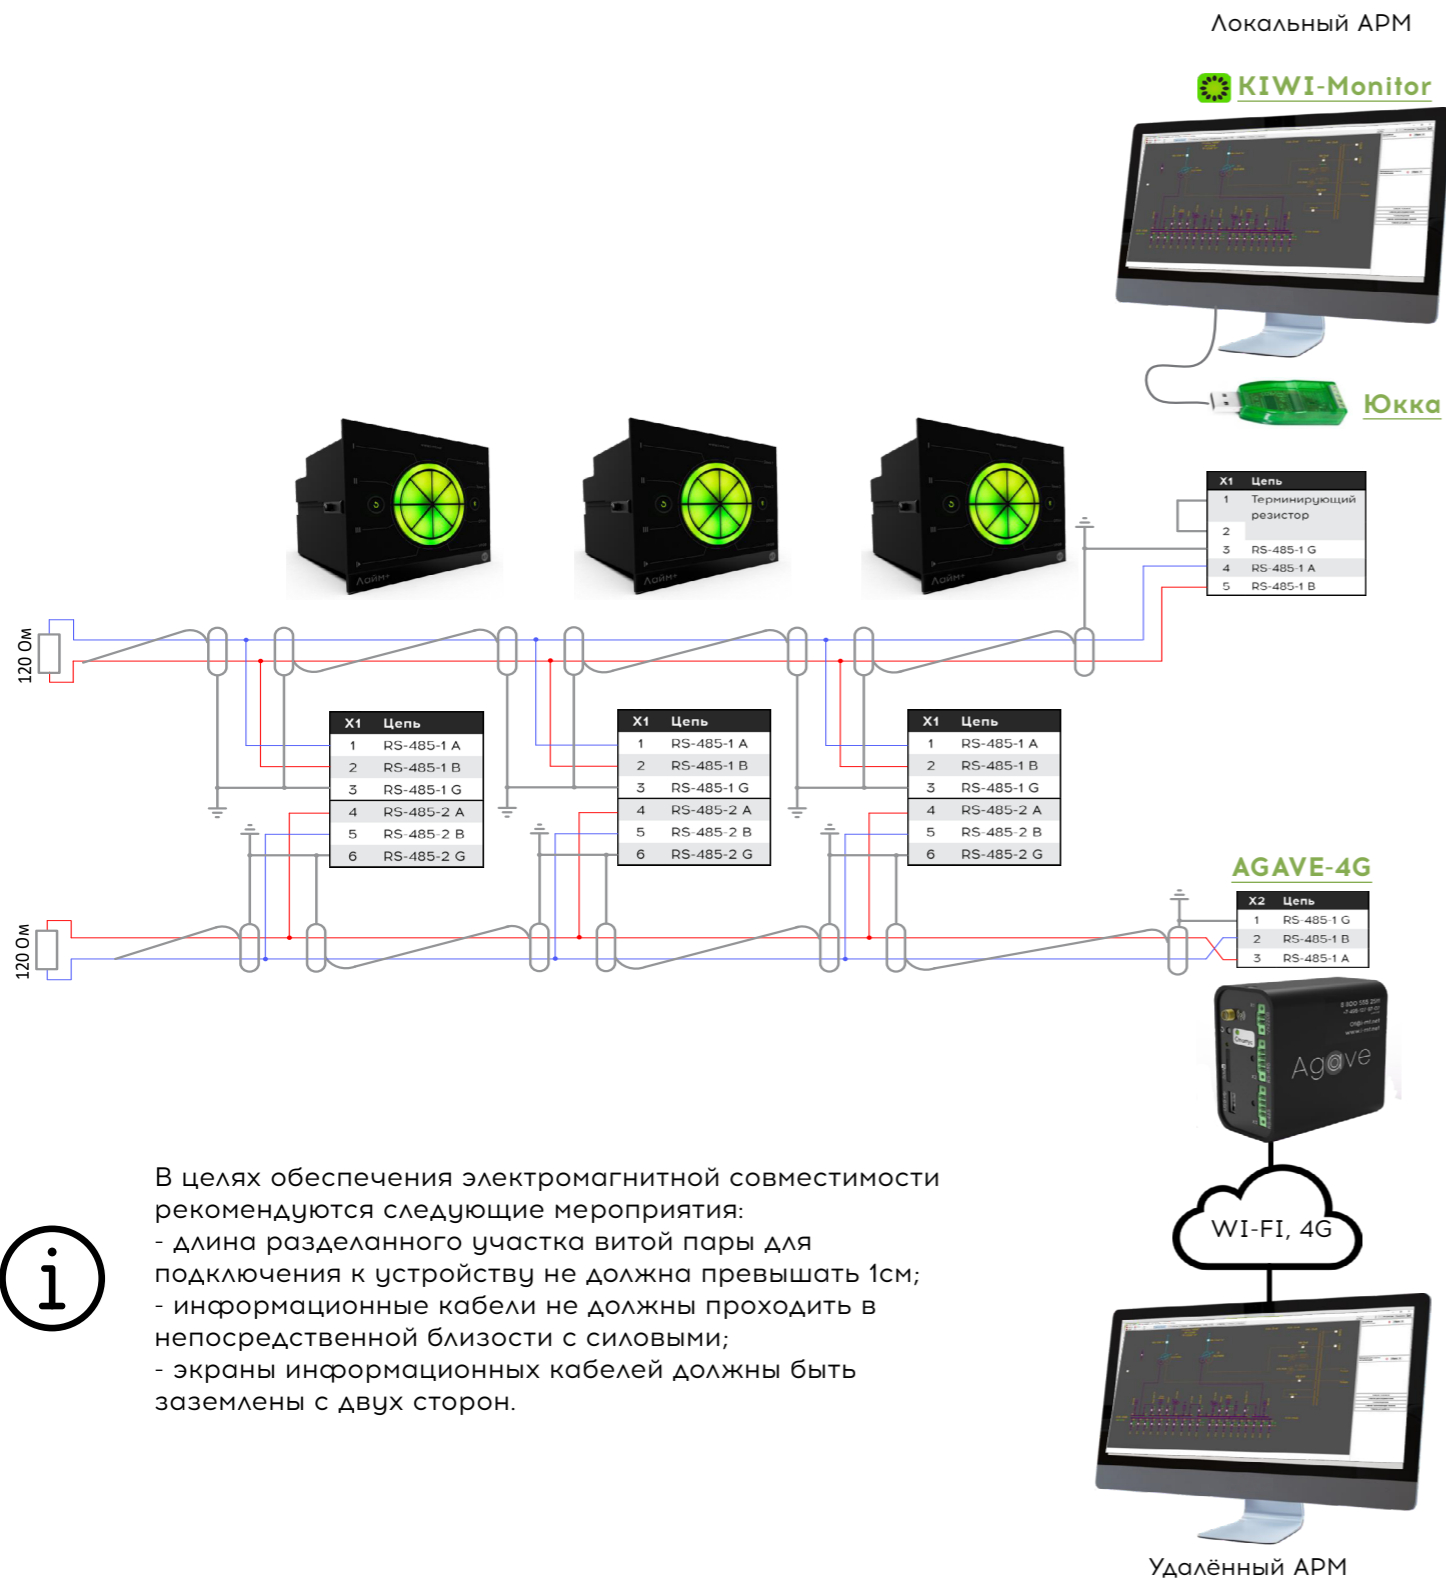 Локальный АРМ
KIWI-Monitor
Юкка
X1 Цепь
1 Терминирующий
резистор
2
3 RS-485-1 G
4 RS-485-1 A
5 RS-485-1 B
Лайм+
Лайм+
Лайм+
120 Ом
X1 Цепь
1 RS-485-1 A
2 RS-485-1 B
3 RS-485-1 G
4 RS-485-2 A
5 RS-485-2 B
6 RS-485-2 G
X1 Цепь
1 RS-485-1 A
2 RS-485-1 B
3 RS-485-1 G
4 RS-485-2 A
5 RS-485-2 B
6 RS-485-2 G
X1 Цепь
1 RS-485-1 A
2 RS-485-1 B
3 RS-485-1 G
4 RS-485-2 A
5 RS-485-2 B
6 RS-485-2 G
120 Ом
AGAVE-4G
X2 Цепь
1 RS-485-1 G
2 RS-485-1 B
3 RS-485-1 A
Agave
WI-FI, 4G
В целях обеспечения электромагнитной совместимости
рекомендуются следующие мероприятия:
- длина разделанного участка витой пары для
подключения к устройству не должна превышать 1см;
- информационные кабели не должны проходить в
непосредственной близости с силовыми;
- экраны информационных кабелей должны быть
заземлены с двух сторон.
Удалённый АРМ